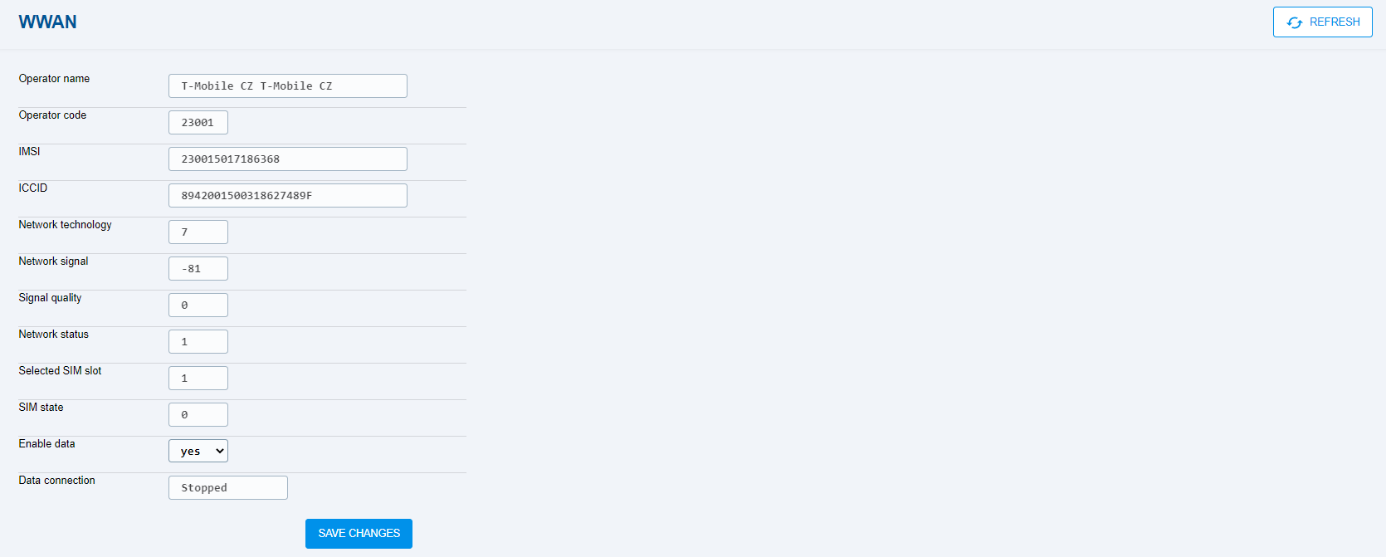 WWAN
REFRESH
Operator name
T-Mobile CZ T-Mobile CZ
Operator code
23001
IMSI
230015017186368
ICCID
8942001500318627489F
Network technology
7
Network signal
-81
Signal quality
0
Network status
1
Selected SIM slot
1
SIM state
0
Enable data
yes
Data connection
Stopped
SAVE CHANGES